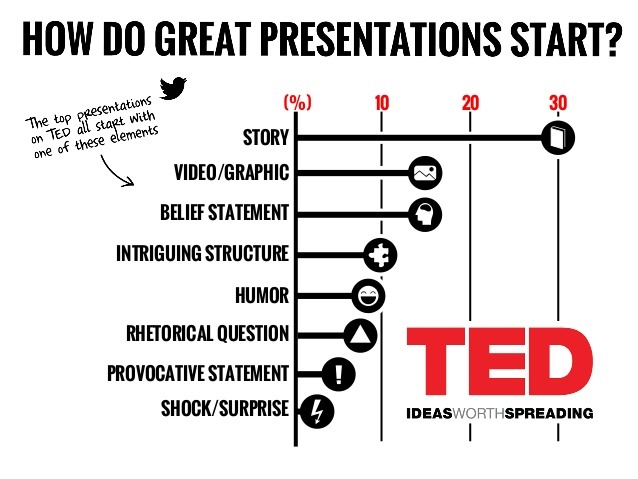 HOW DO GREAT PRESENTATIONS START?
The top presentations
on TED all start with
one of these elements
(%) 10 20 30
STORY
VIDEO/GRAPHIC
BELIEF STATEMENT
INTRIGUING STRUCTURE
HUMOR
RHETORICAL QUESTION
PROVOCATIVE STATEMENT
SHOCK/SURPRISE
TED
IDEASWORTHSPREADING